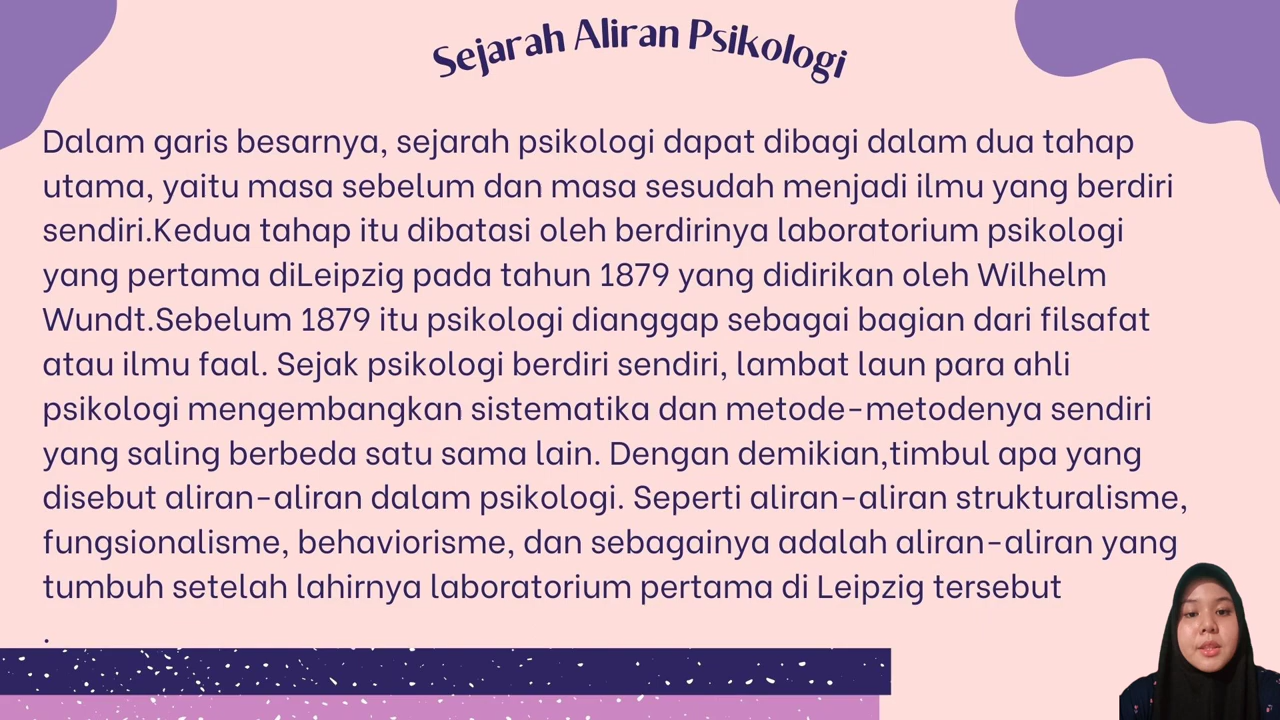 Sejarah Aliran Psikologi
Dalam garis besarnya, sejarah psikologi dapat dibagi dalam dua tahap
utama, yaitu masa sebelum dan masa sesudah menjadi ilmu yang berdiri
sendiri.Kedua tahap itu dibatasi oleh berdirinya laboratorium psikologi
yang pertama diLeipzig pada tahun 1879 yang didirikan oleh Wilhelm
Wundt.Sebelum 1879 itu psikologi dianggap sebagai bagian dari filsafat
atau ilmu faal. Sejak psikologi berdiri sendiri, lambat laun para ahli
psikologi mengembangkan sistematika dan metode-metodenya sendiri
yang saling berbeda satu sama lain. Dengan demikian,timbul apa yang
disebut aliran-aliran dalam psikologi. Seperti aliran-aliran strukturalisme,
fungsionalisme, behaviorisme, dan sebagainya adalah aliran-aliran yang
tumbuh setelah lahirnya laboratorium pertama di Leipzig tersebut
.